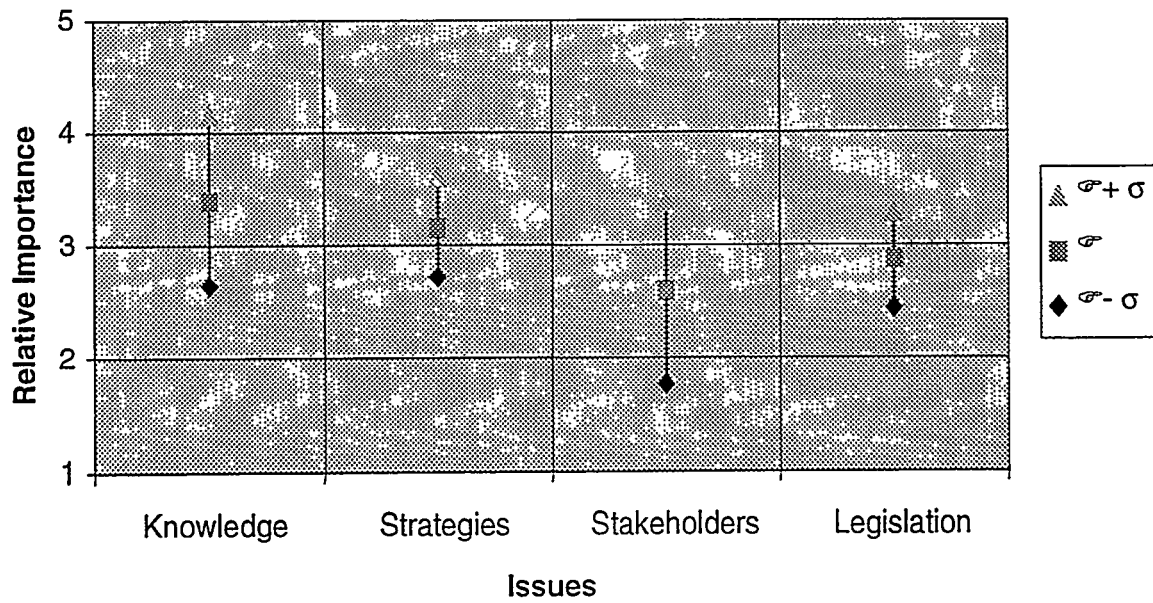 5
4
3
2
1
Relative Importance
Knowledge Strategies Stakeholders Legislation
Issues
☞+ σ
☞
☞- σ